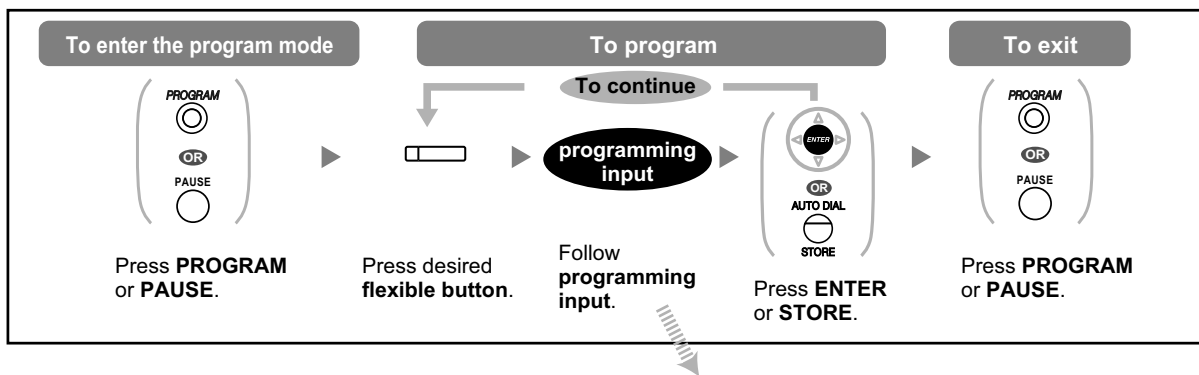 To enter the program mode
PROGRAM
OR
PAUSE
Press PROGRAM
or PAUSE.
To program
To continue
Press desired
flexible button.
programming
input
Follow
programming
input.
ENTER
OR
AUTO DIAL
STORE
Press ENTER
or STORE.
To exit
PROGRAM
OR
PAUSE
Press PROGRAM
or PAUSE.